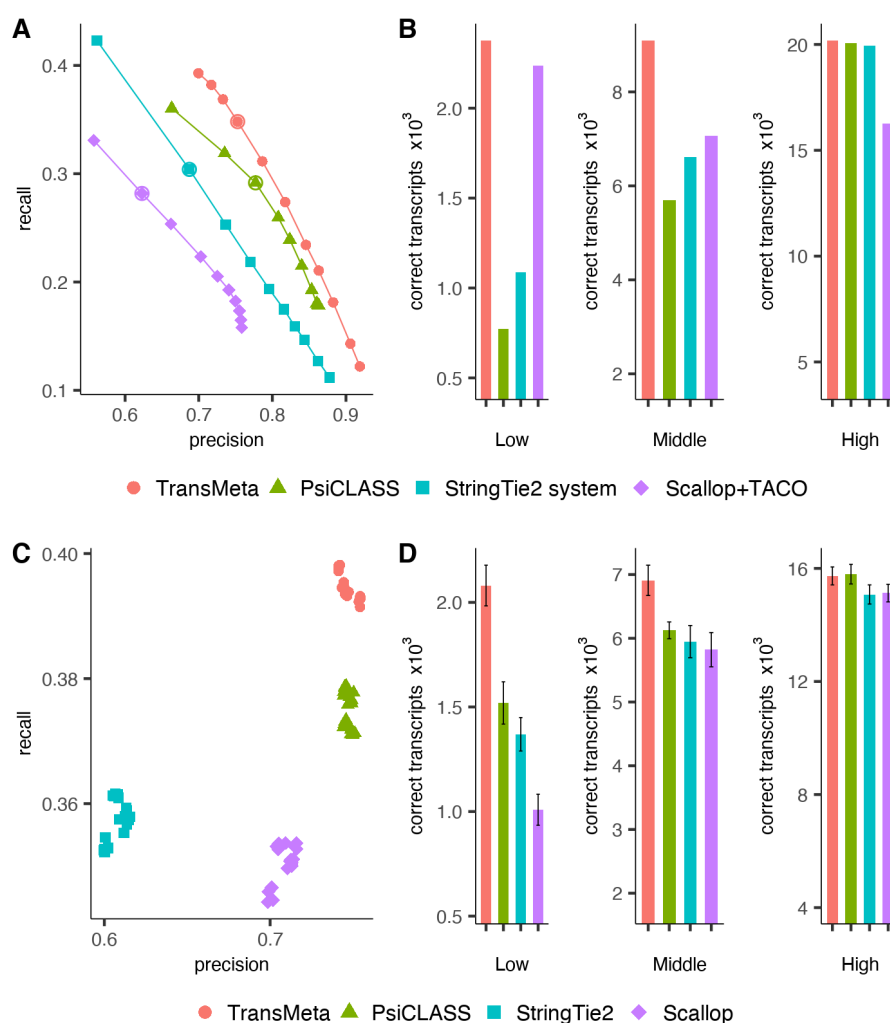 A
0.4
0.3
0.2
0.1
recall
0.6 0.7 0.8 0.9
precision
B
correct transcripts x10³
2.0
1.5
1.0
0.5
Low
correct transcripts x10³
8
6
4
2
Middle
correct transcripts x10³
20
15
10
5
High
TransMeta PsiCLASS StringTie2 system Scallop+TACO
C
0.40
0.38
0.36
recall
0.6 0.7
precision
D
correct transcripts x10³
2.0
1.5
1.0
0.5
Low
correct transcripts x10³
7
6
5
4
3
2
Middle
correct transcripts x10³
16
12
8
4
High
TransMeta PsiCLASS StringTie2 Scallop